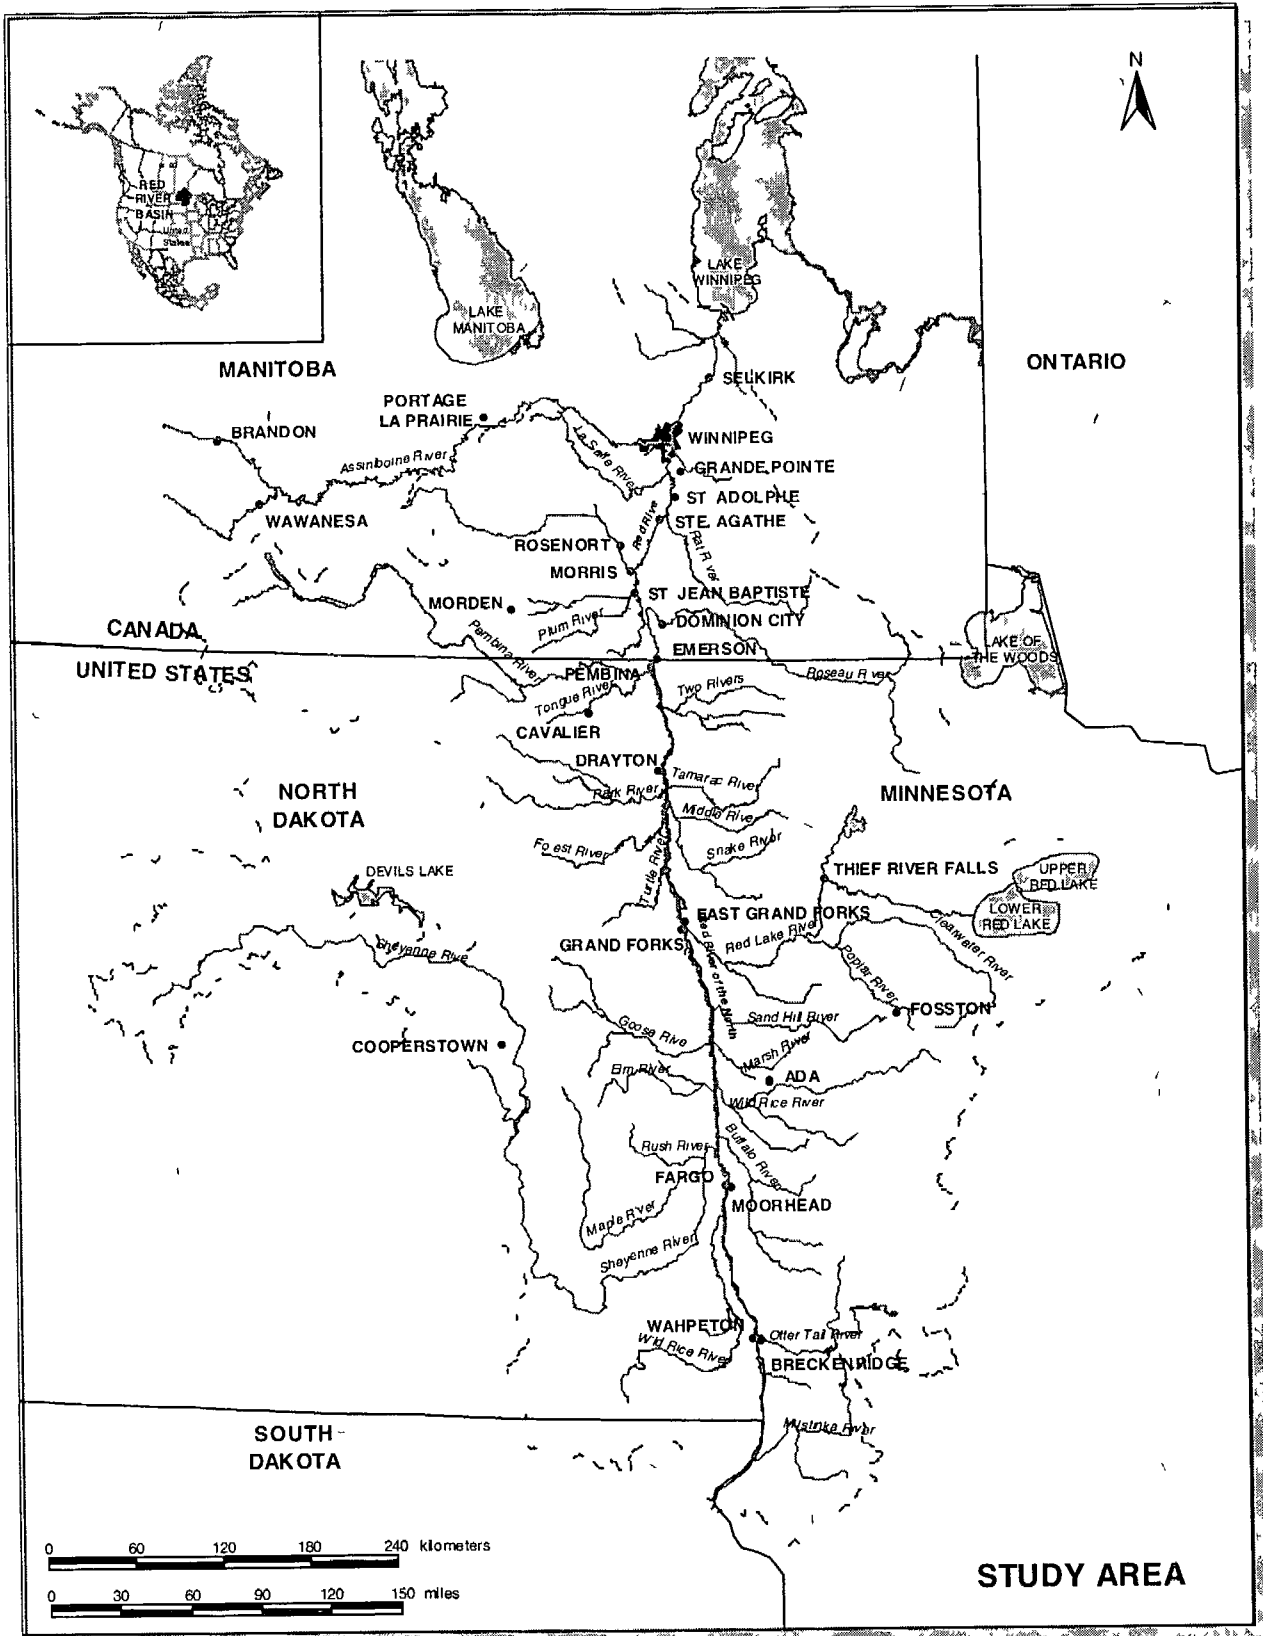 N
RED
RIVER
BASIN
United
States
LAKE
WINNIPEG
LAKE
MANITOBA
MANITOBA
ONTARIO
SELKIRK
PORTAGE
LA PRAIRIE
BRANDON
WINNIPEG
La Salle River
Assiniboine River
GRANDE POINTE
ST ADOLPHE
WAWANESA
STE. AGATHE
Red River
Rat River
ROSENORT
MORRIS
ST JEAN BAPTISTE
MORDEN
Plum River
DOMINION CITY
CANADA
Pembina River
EMERSON
LAKE OF
THE WOODS
UNITED STATES
PEMBINA
Roseau River
Tongue River
Two Rivers
CAVALIER
DRAYTON
Tamarac River
NORTH
DAKOTA
Park River
MINNESOTA
Middle River
Forest River
Snake River
Turtle River
DEVILS LAKE
THIEF RIVER FALLS
UPPER
RED LAKE
LOWER
RED LAKE
EAST GRAND FORKS
GRAND FORKS
Red Lake River
Clearwater River
Sheyenne River
Poplar River
Red River of the North
FOSSTON
Sand Hill River
Goose River
COOPERSTOWN
Marsh River
Elm River
ADA
Wild Rice River
Buffalo River
Rush River
FARGO
MOORHEAD
Maple River
Sheyenne River
WAHPETON
Otter Tail River
Wild Rice River
BRECKENRIDGE
Mustinka River
SOUTH
DAKOTA
0 60 120 180 240 kilometers
0 30 60 90 120 150 miles
STUDY AREA